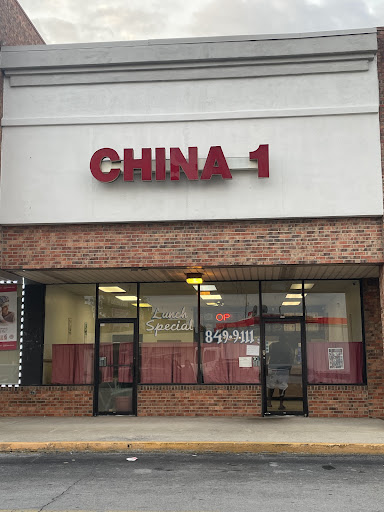 CHINA 1
Lunch
Special
OP
849-9111